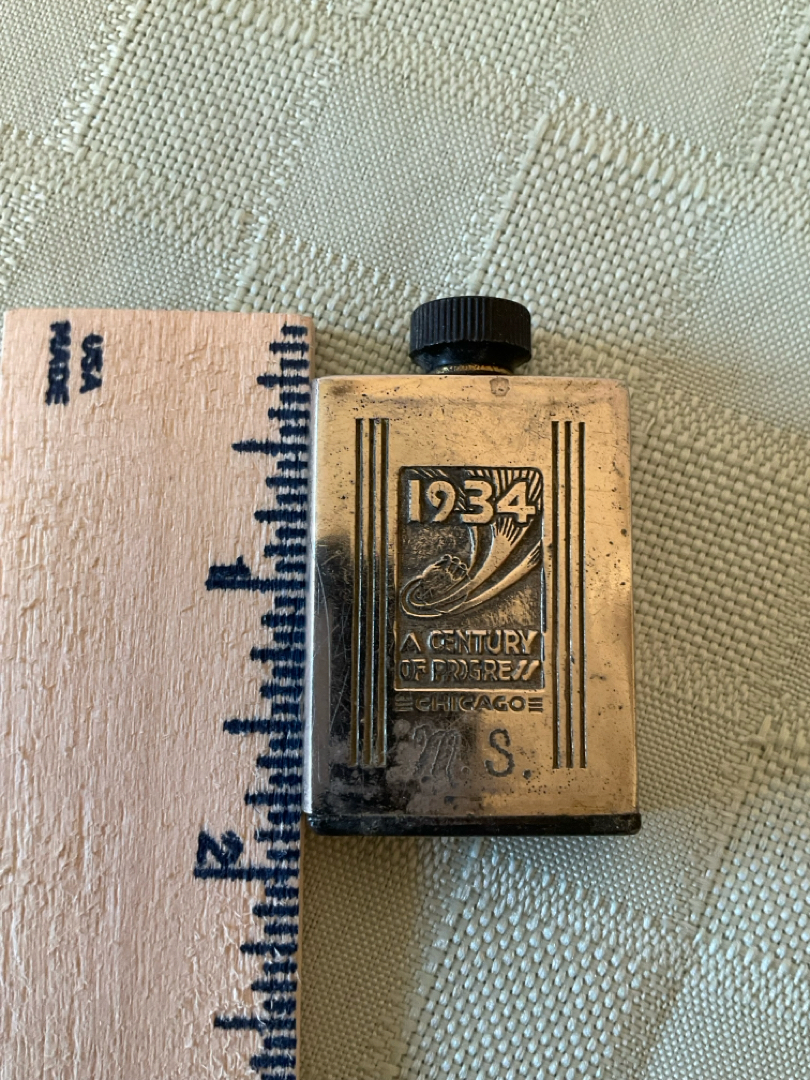 MADE
USA
1
2
1934
A CENTURY
OF PROGRESS
CHICAGO
M. S.